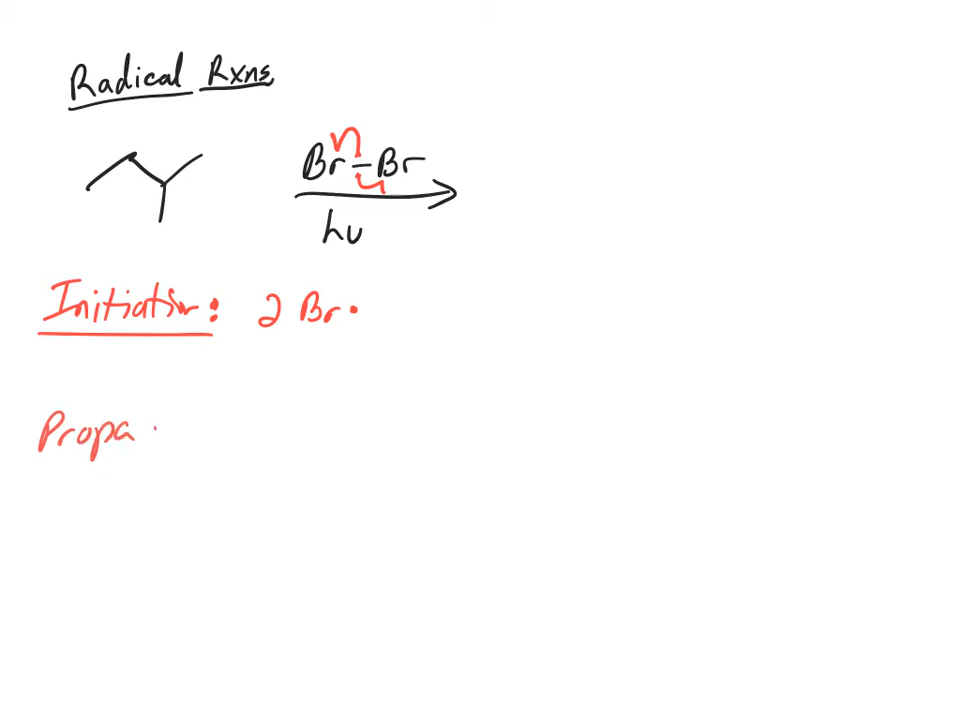 Radical Rxns
Br–Br
hν
Initiation: 2 Br•
Propa